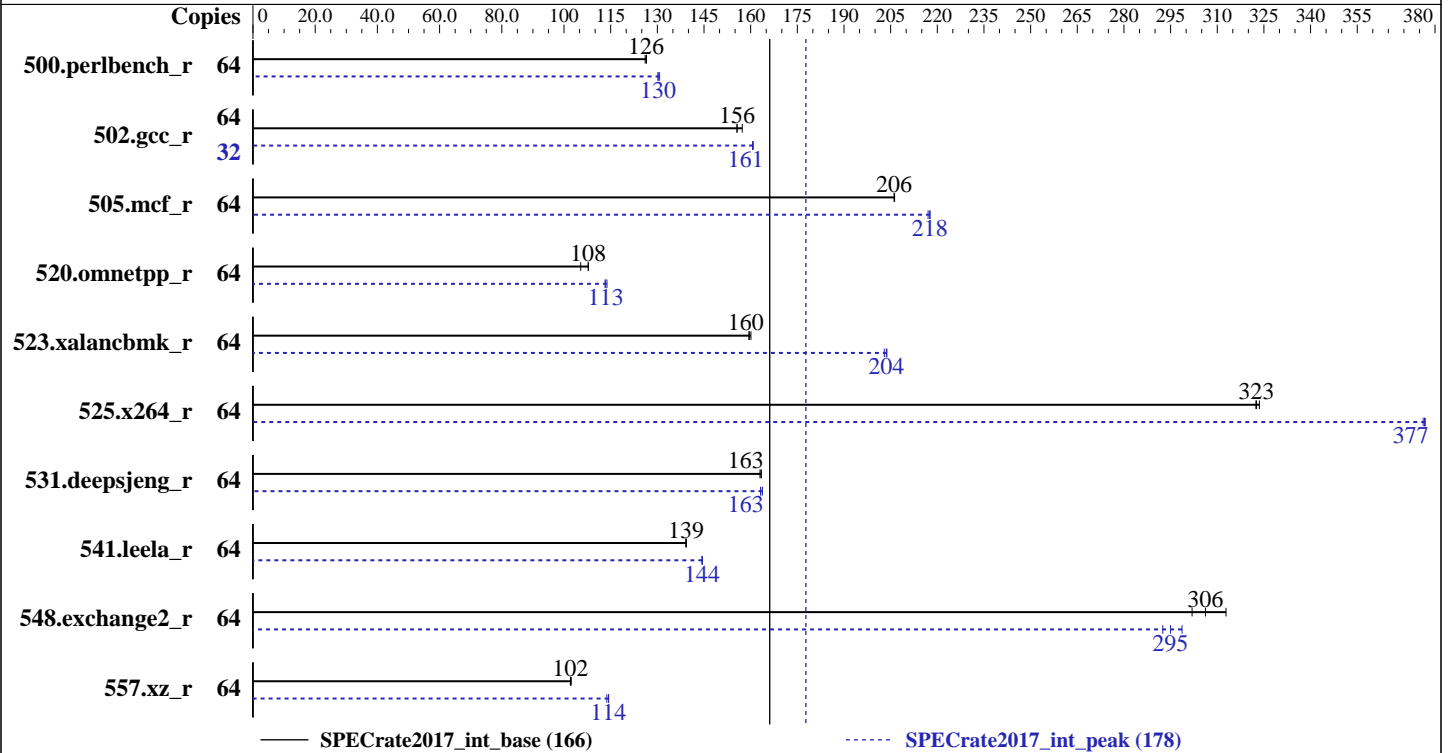 Copies 0 20.0 40.0 60.0 80.0 100 115 130 145 160 175 190 205 220 235 250 265 280 295 310 325 340 355 380
126
500.perlbench_r 64
130
64
156
502.gcc_r
32
161
206
505.mcf_r 64
218
108
520.omnetpp_r 64
113
160
523.xalancbmk_r 64
204
323
525.x264_r 64
377
163
531.deepsjeng_r 64
163
139
541.leela_r 64
144
306
548.exchange2_r 64
295
102
557.xz_r 64
114
SPECrate2017_int_base (166) SPECrate2017_int_peak (178)